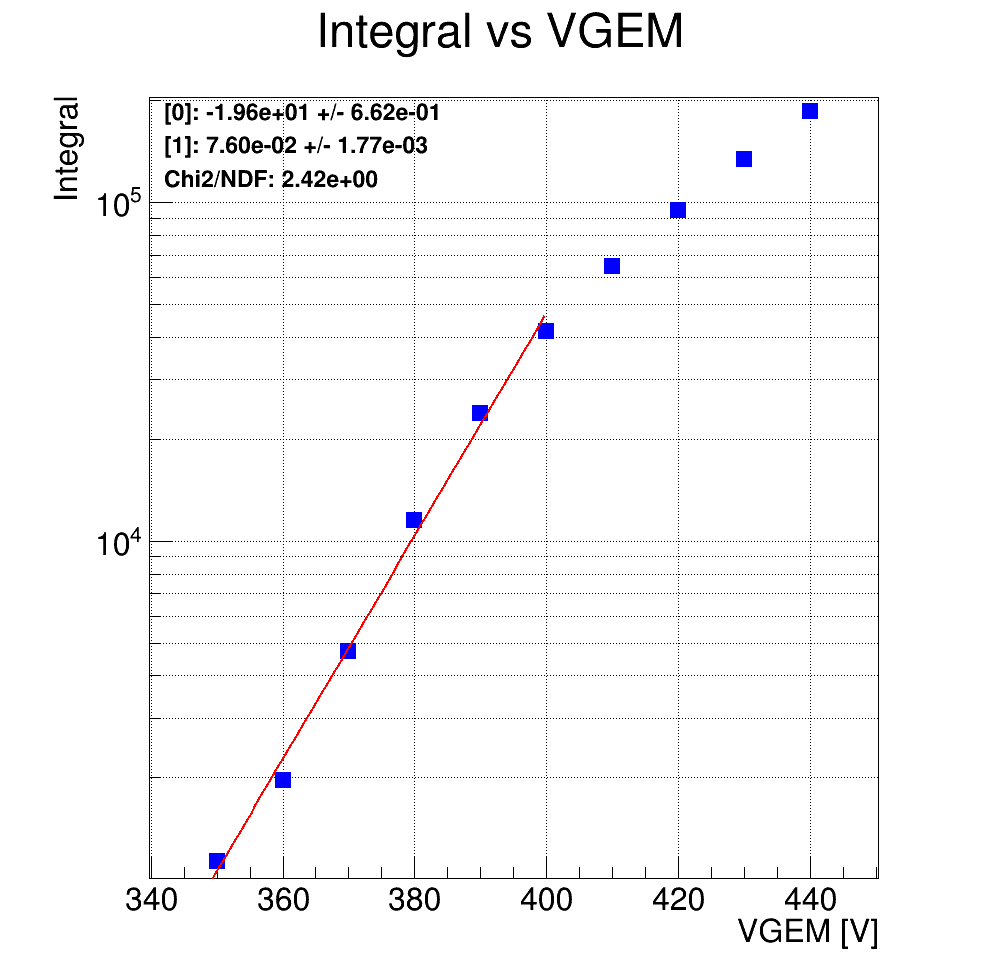 Integral vs VGEM
Integral
[0]: -1.96e+01 +/- 6.62e-01
[1]: 7.60e-02 +/- 1.77e-03
Chi2/NDF: 2.42e+00
10^5
10^4
340 360 380 400 420 440
VGEM [V]